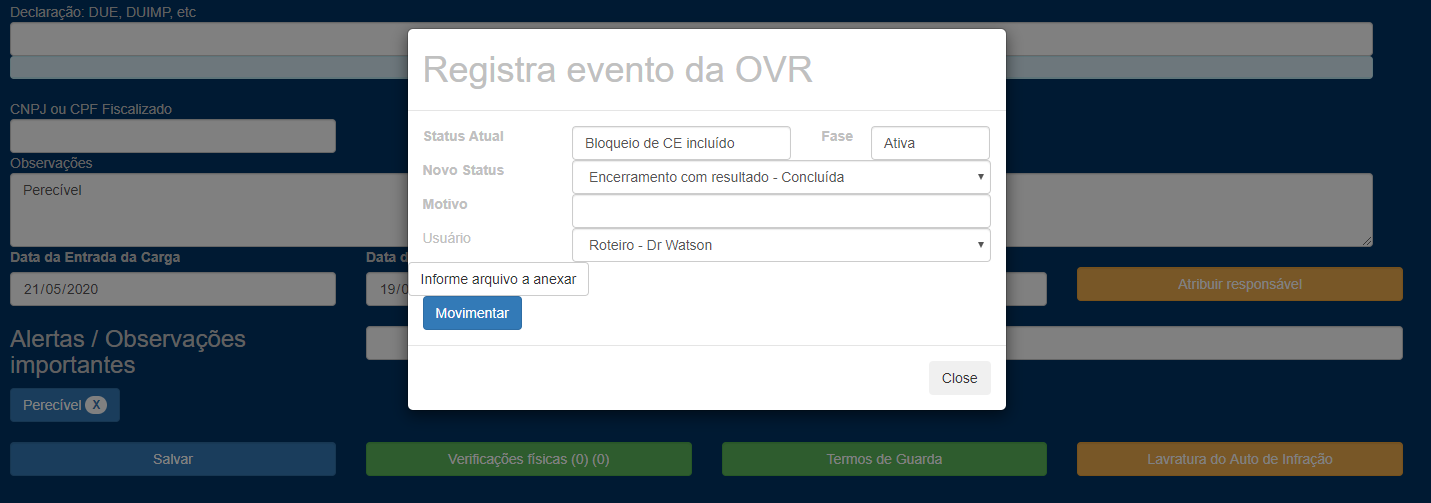 Declaração: DUE, DUIMP, etc
Registra evento da OVR
CNPJ ou CPF Fiscalizado
Status Atual
Bloqueio de CE incluído
Fase
Ativa
Observações
Novo Status
Encerramento com resultado - Concluída
Perecível
Motivo
Usuário
Roteiro - Dr Watson
Data da Entrada da Carga
Data d
Informe arquivo a anexar
21/05/2020
19/0
Atribuir responsável
Movimentar
Alertas / Observações
importantes
Close
Perecível X
Salvar
Verificações físicas (0) (0)
Termos de Guarda
Lavratura do Auto de Infração